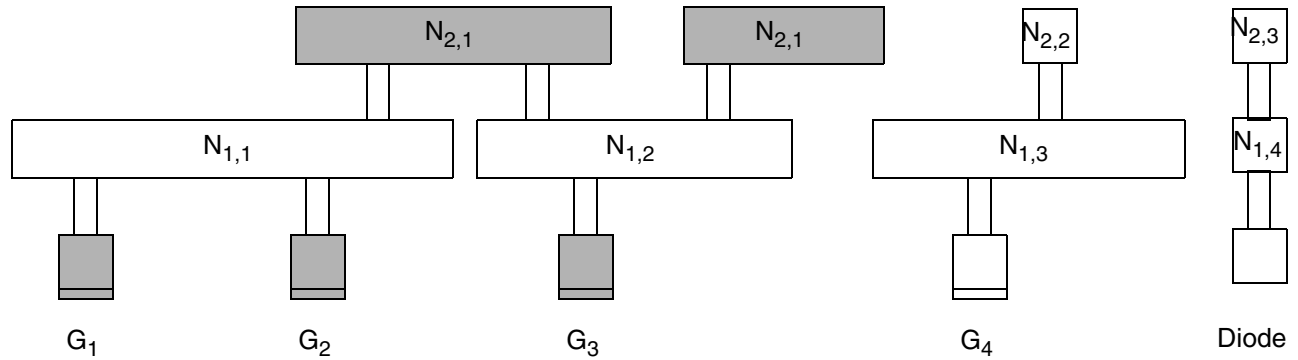 N2,1 N2,1 N2,2 N2,3
N1,1 N1,2 N1,3 N1,4
G1 G2 G3 G4 Diode